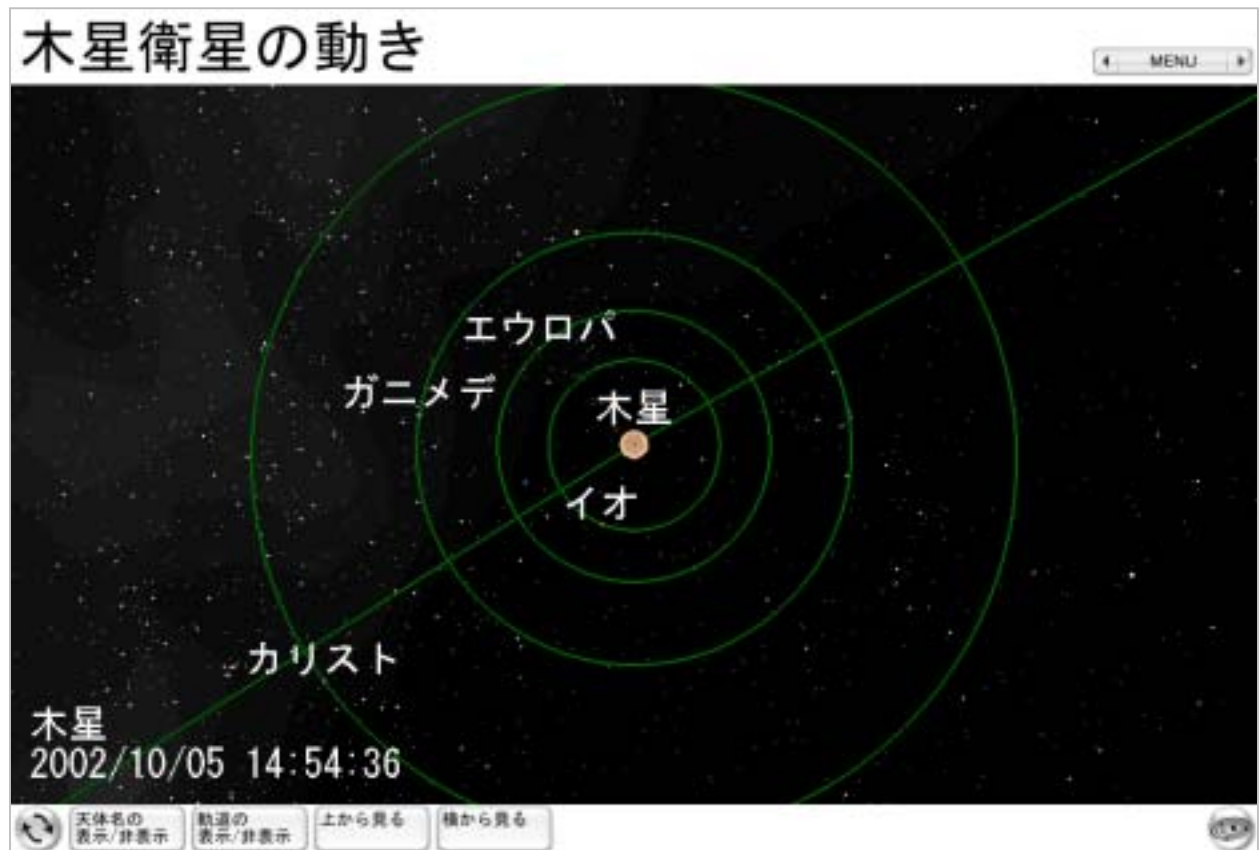 木星衛星の動き
MENU
エウロパ
ガニメデ
木星
イオ
カリスト
木星
2002/10/05 14:54:36
天体名の
表示/非表示
軌道の
表示/非表示
上から見る
横から見る